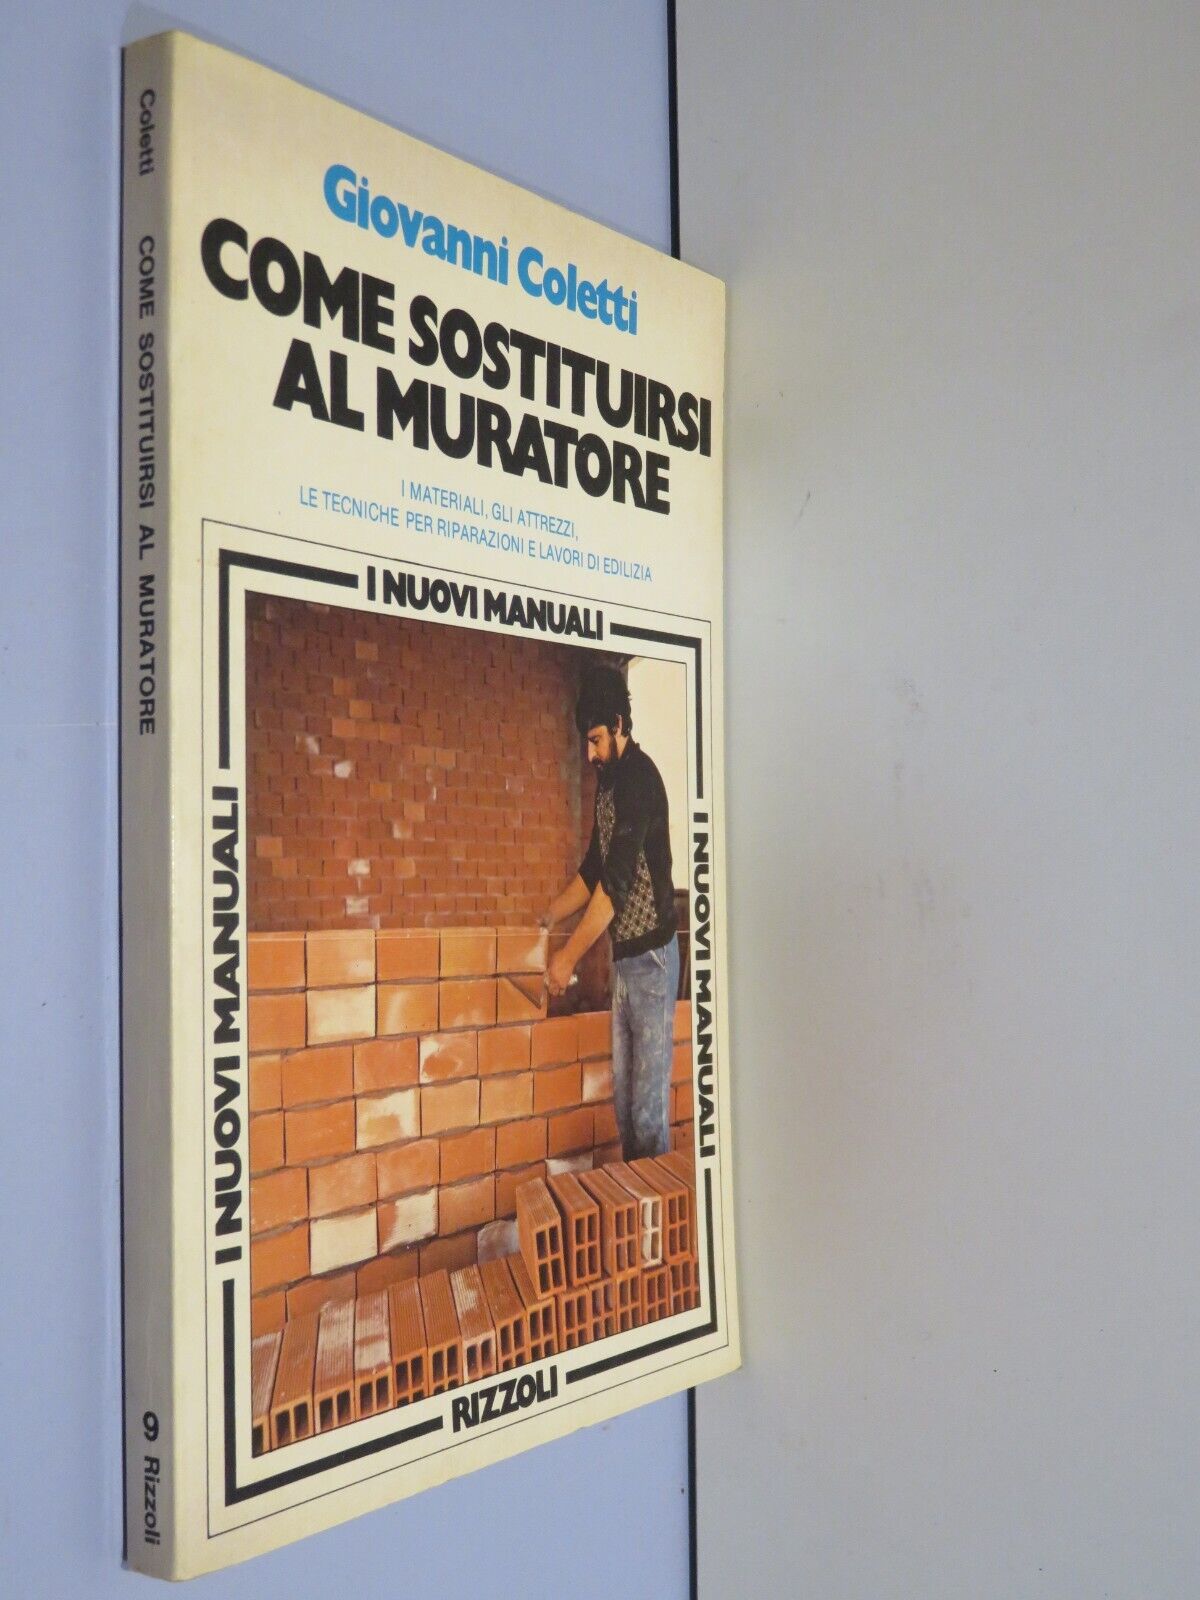 Coletti COME SOSTITUIRSI AL MURATORE 9 Rizzoli
Giovanni Coletti
COME SOSTITUIRSI
AL MURATORE
I MATERIALI, GLI ATTREZZI,
LE TECNICHE PER RIPARAZIONI E LAVORI DI EDILIZIA
I NUOVI MANUALI
I NUOVI MANUALI
I NUOVI MANUALI
RIZZOLI